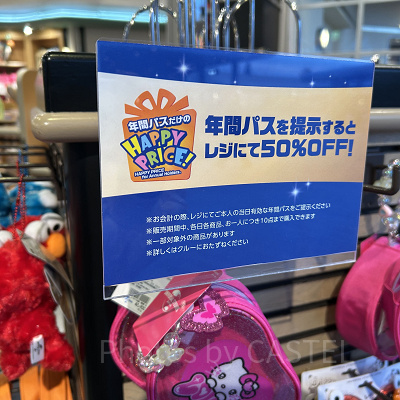 年間パスだけの
HAPPY
PRICE!
HAPPY PRICE
for Annual Holders
年間パスを提示すると
レジにて50%OFF!
※お会計の際、レジにてご本人の当日有効な年間パスをご提示ください
※販売期間中、各日各商品、お一人につき10点まで購入できます
※一部対象外の商品があります
※詳しくはクルーにおたずねください
Photos by CASTEL